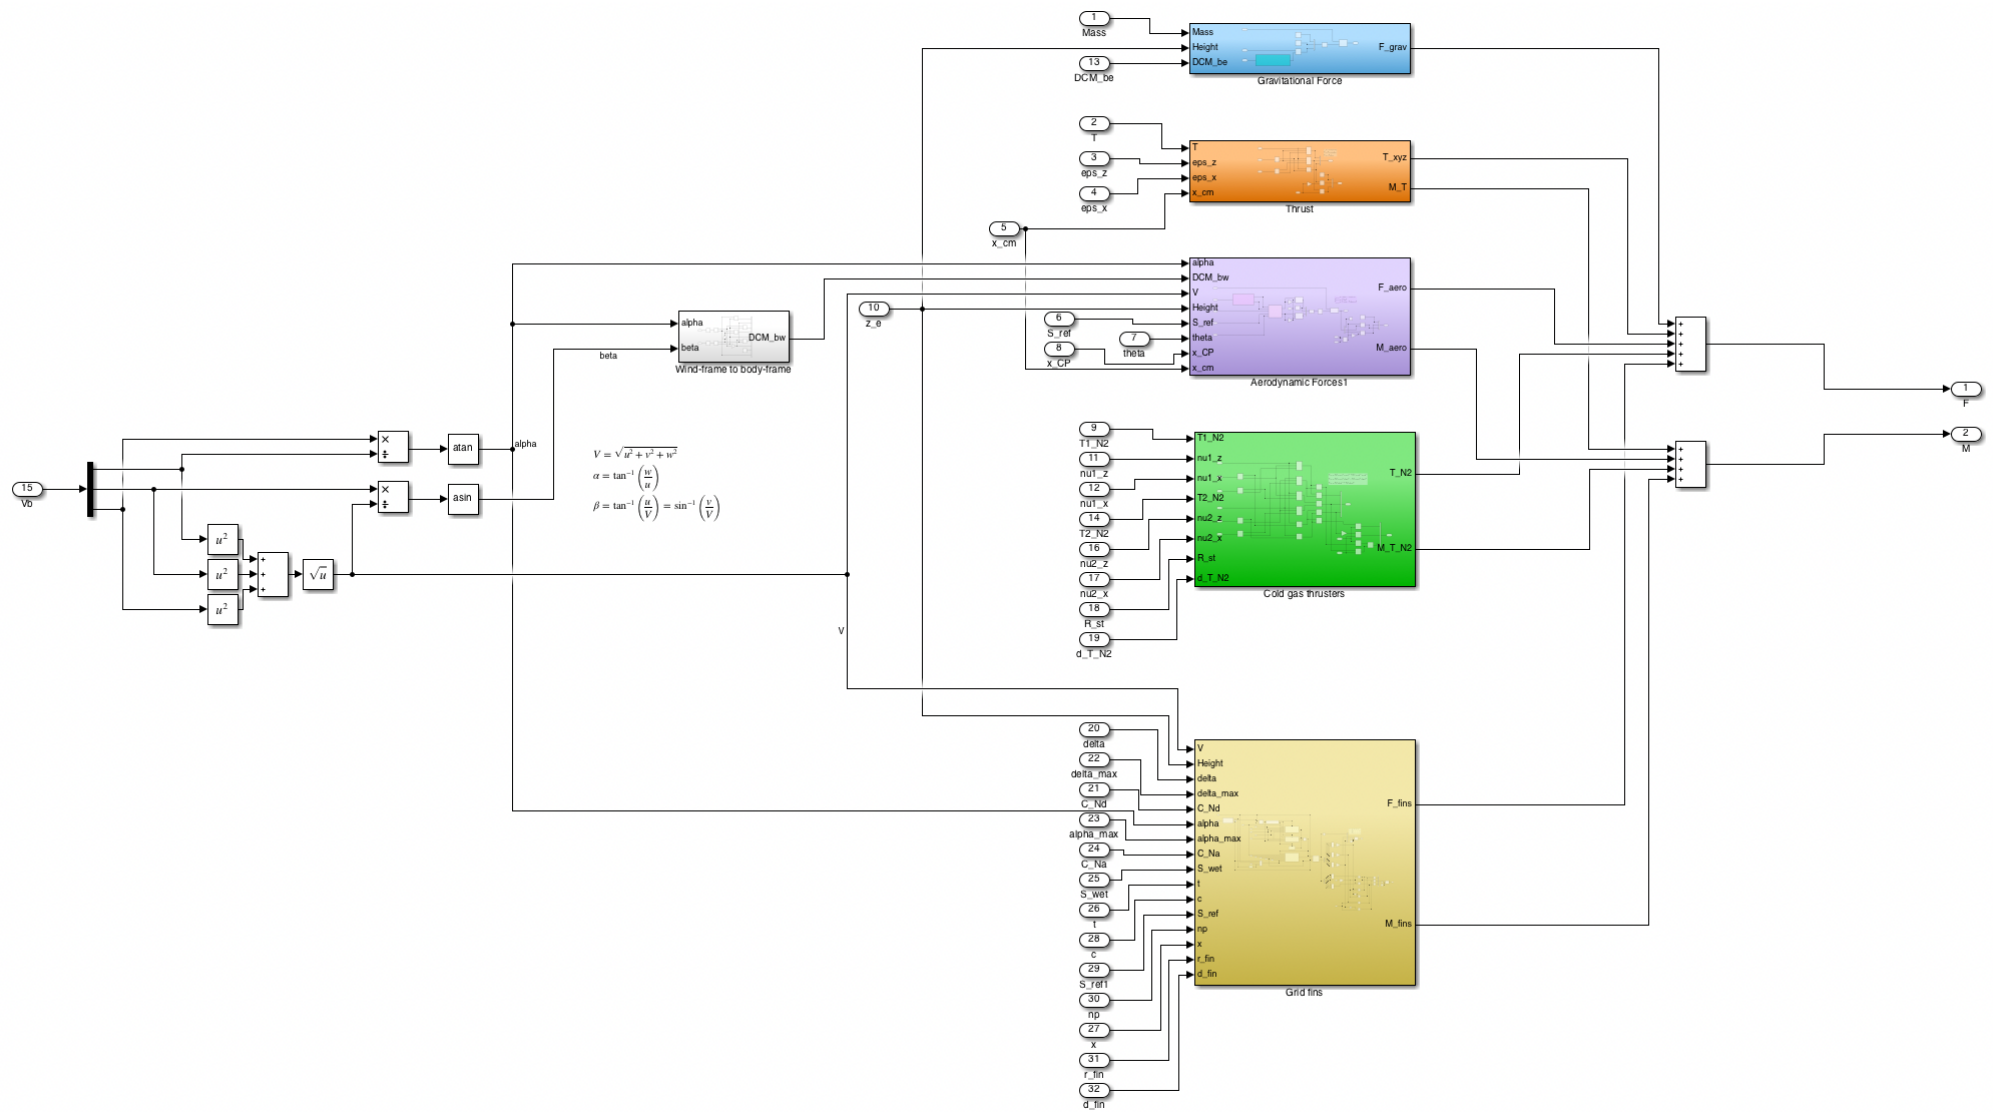 1
Mass
13
DCM_be
Mass
Height
DCM_be
F_grav
Gravitational Force
2
T
3
eps_z
4
eps_x
T
eps_z
eps_x
x_cm
T_xyz
M_T
Thrust
5
x_cm
10
z_e
6
S_ref
7
theta
8
x_CP
alpha
DCM_bw
V
Height
S_ref
theta
x_CP
x_cm
F_aero
M_aero
Aerodynamic Forces1
alpha
beta
DCM_bw
Wind-frame to body-frame
beta
alpha
15
Vb
×
÷
atan
×
÷
asin
u²
u²
u²
+
+
+
√u
V = √u² + v² + w²
α = tan⁻¹ (w/u)
β = tan⁻¹ (u/V) = sin⁻¹ (v/V)
V
9
T1_N2
11
nu1_z
12
nu1_x
14
T2_N2
16
nu2_z
17
nu2_x
18
R_st
19
d_T_N2
T1_N2
nu1_z
nu1_x
T2_N2
nu2_z
nu2_x
R_st
d_T_N2
T_N2
M_T_N2
Cold gas thrusters
20
delta
22
delta_max
21
C_Nd
23
alpha_max
24
C_Na
25
S_wet
26
t
28
c
29
S_ref1
30
np
27
x
31
r_fin
32
d_fin
V
Height
delta
delta_max
C_Nd
alpha
alpha_max
C_Na
S_wet
t
c
S_ref
np
x
r_fin
d_fin
F_fins
M_fins
Grid fins
+
+
+
+
+
+
+
+
+
1
F
2
M